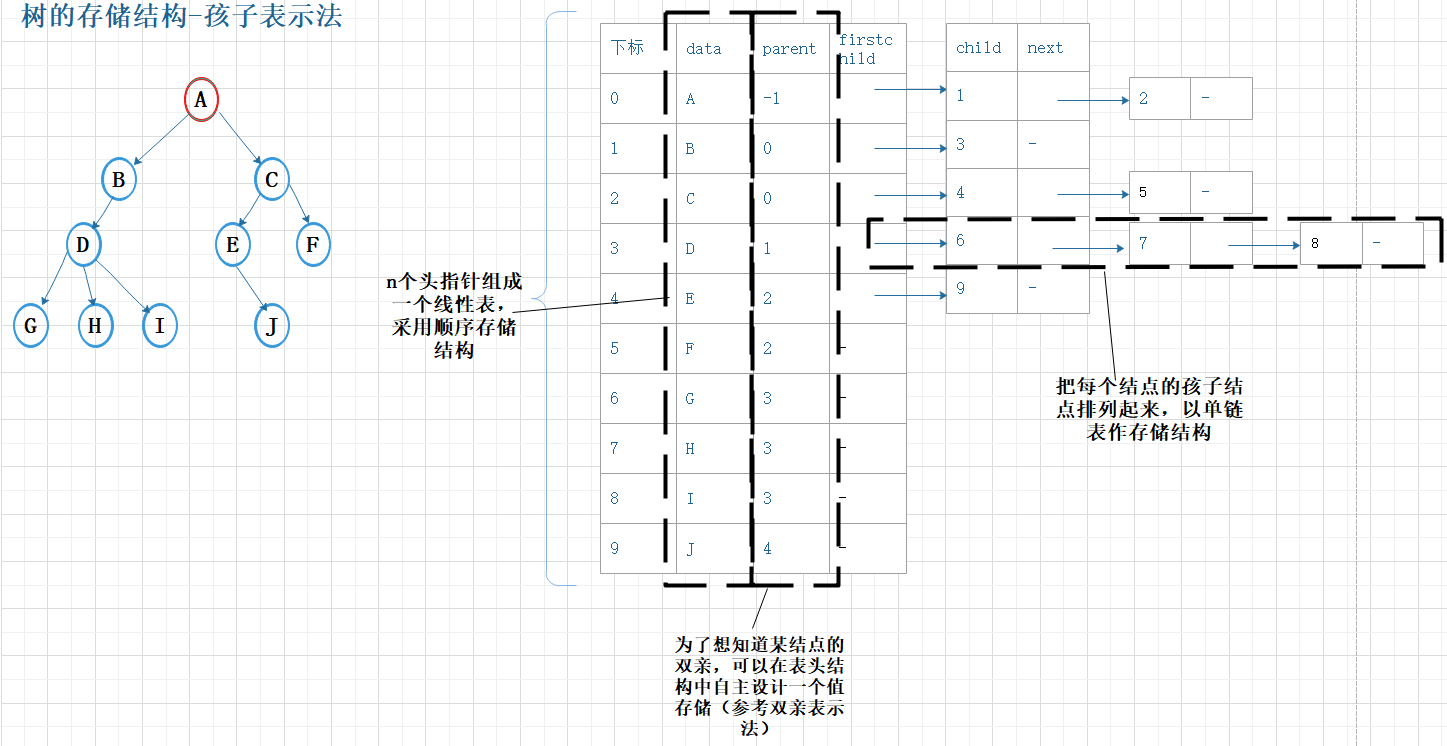 树的存储结构-孩子表示法
A
B
C
D
E
F
G
H
I
J
n个头指针组成
一个线性表，
采用顺序存储
结构
下标 data parent firstc
hild
0 A -1
1 B 0
2 C 0
3 D 1
4 E 2
5 F 2 -
6 G 3 -
7 H 3 -
8 I 3 -
9 J 4 -
child next
1 2 -
3 -
4 5 -
6 7 8 -
9 -
把每个结点的孩子结
点排列起来，以单链
表作存储结构
为了想知道某结点的
双亲，可以在表头结
构中自主设计一个值
存储（参考双亲表示
法）